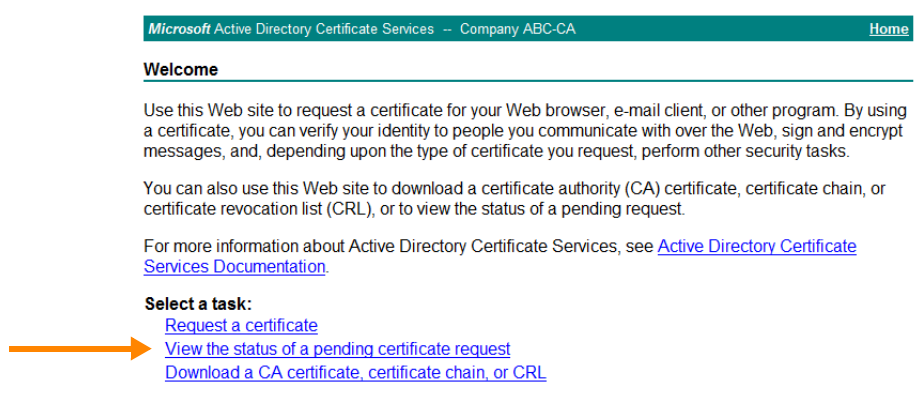 Microsoft Active Directory Certificate Services -- Company ABC-CA Home
Welcome
Use this Web site to request a certificate for your Web browser, e-mail client, or other program. By using
a certificate, you can verify your identity to people you communicate with over the Web, sign and encrypt
messages, and, depending upon the type of certificate you request, perform other security tasks.
You can also use this Web site to download a certificate authority (CA) certificate, certificate chain, or
certificate revocation list (CRL), or to view the status of a pending request.
For more information about Active Directory Certificate Services, see Active Directory Certificate
Services Documentation.
Select a task:
Request a certificate
View the status of a pending certificate request
Download a CA certificate, certificate chain, or CRL